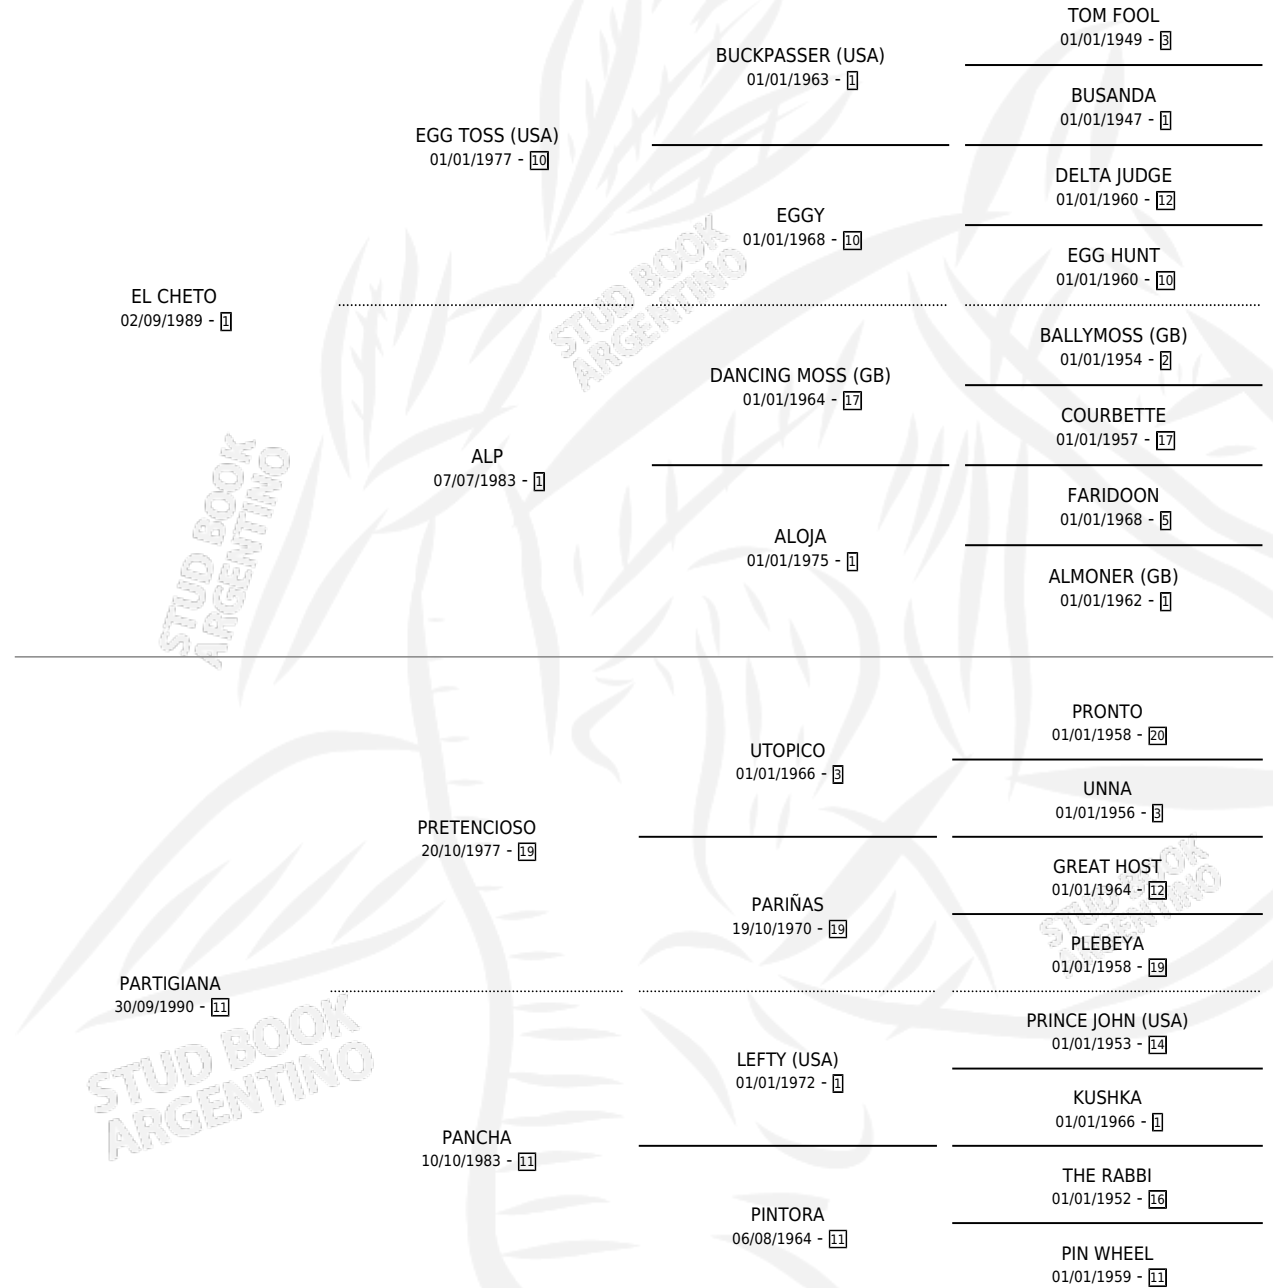 TOM FOOL
01/01/1949 - 3
BUCKPASSER (USA)
01/01/1963 - 1
BUSANDA
01/01/1947 - 1
EGG TOSS (USA)
01/01/1977 - 10
DELTA JUDGE
01/01/1960 - 12
EGGY
01/01/1968 - 10
EGG HUNT
01/01/1960 - 10
EL CHETO
02/09/1989 - 1
STUD BOOK
ARGENTINO
BALLYMOSS (GB)
01/01/1954 - 2
DANCING MOSS (GB)
01/01/1964 - 17
COURBETTE
01/01/1957 - 17
ALP
07/07/1983 - 1
FARIDOON
01/01/1968 - 5
ALOJA
01/01/1975 - 1
ALMONER (GB)
01/01/1962 - 1
STUD BOOK
ARGENTINO
PRONTO
01/01/1958 - 20
UTOPICO
01/01/1966 - 3
UNNA
01/01/1956 - 3
PRETENCIOSO
20/10/1977 - 19
GREAT HOST
01/01/1964 - 12
PARIÑAS
19/10/1970 - 19
PLEBEYA
01/01/1958 - 19
STUD BOOK
ARGENTINO
PARTIGIANA
30/09/1990 - 11
PRINCE JOHN (USA)
01/01/1953 - 14
LEFTY (USA)
01/01/1972 - 1
KUSHKA
01/01/1966 - 1
STUD BOOK
ARGENTINO
PANCHA
10/10/1983 - 11
THE RABBI
01/01/1952 - 16
PINTORA
06/08/1964 - 11
PIN WHEEL
01/01/1959 - 11